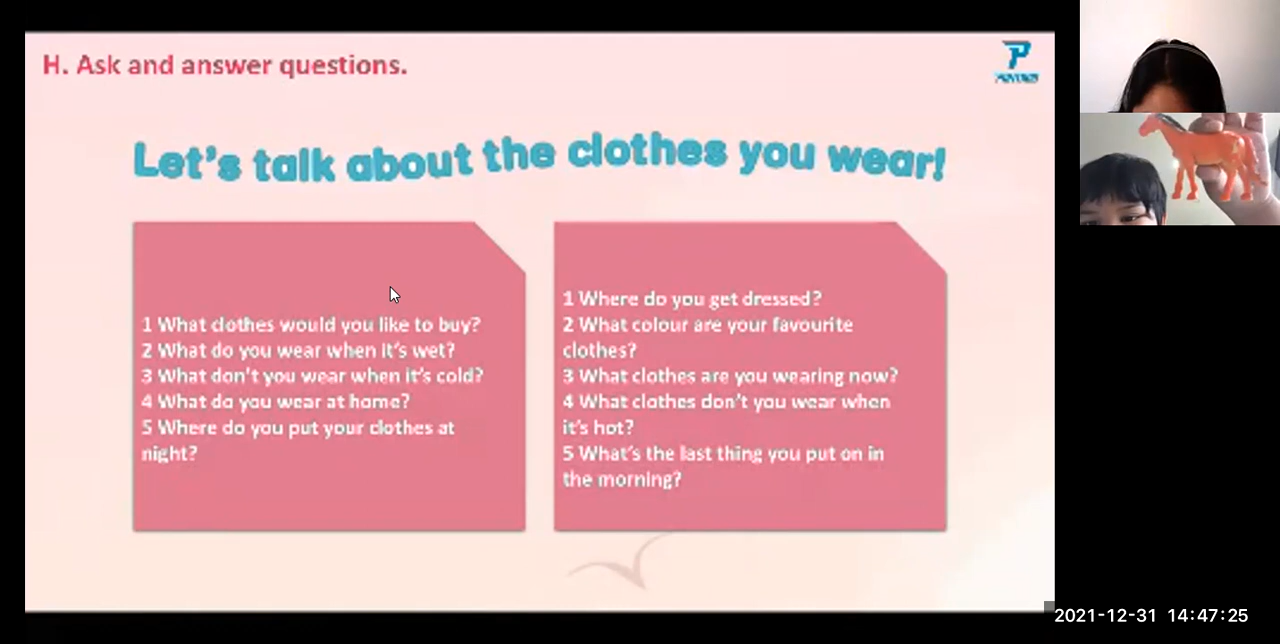 H. Ask and answer questions.
Let's talk about the clothes you wear!
1 What clothes would you like to buy?
2 What do you wear when it's wet?
3 What don't you wear when it's cold?
4 What do you wear at home?
5 Where do you put your clothes at
night?
1 Where do you get dressed?
2 What colour are your favourite
clothes?
3 What clothes are you wearing now?
4 What clothes don't you wear when
it's hot?
5 What's the last thing you put on in
the morning?
2021-12-31 14:47:25